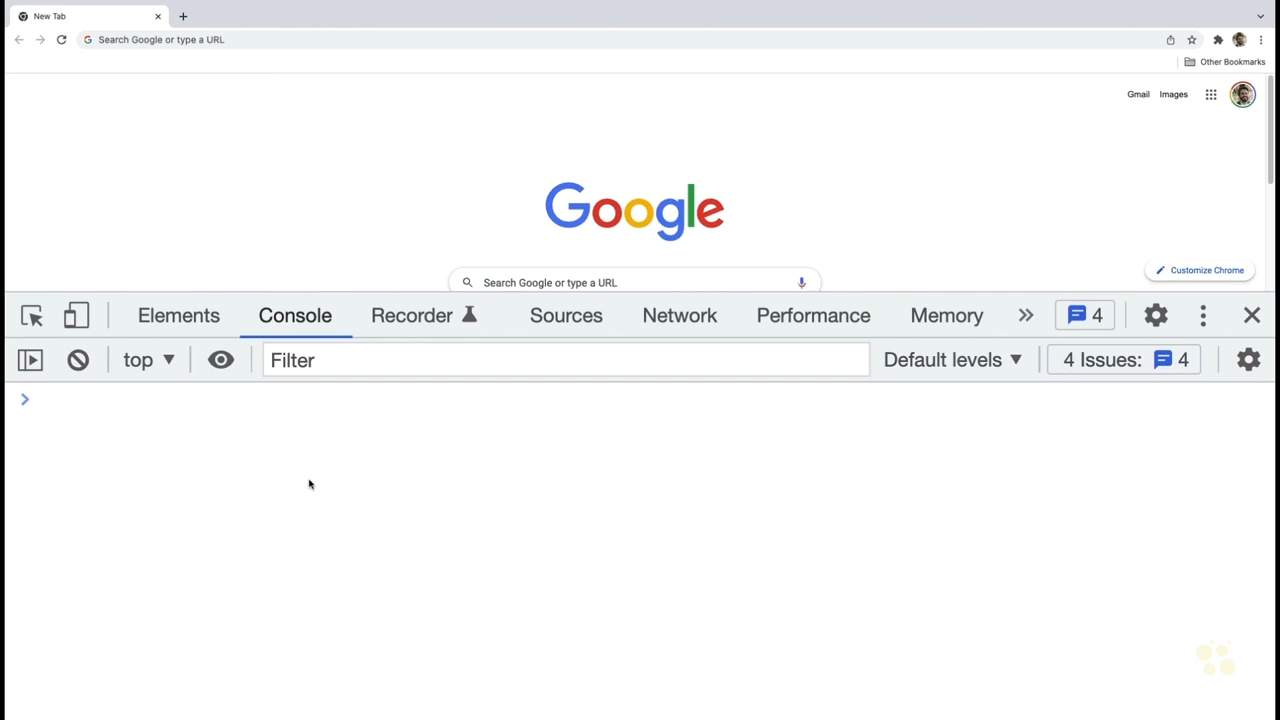 New Tab
Search Google or type a URL
Other Bookmarks
Gmail Images
Google
Search Google or type a URL
Customize Chrome
Elements Console Recorder Sources Network Performance Memory 4
top Filter Default levels 4 Issues: 4